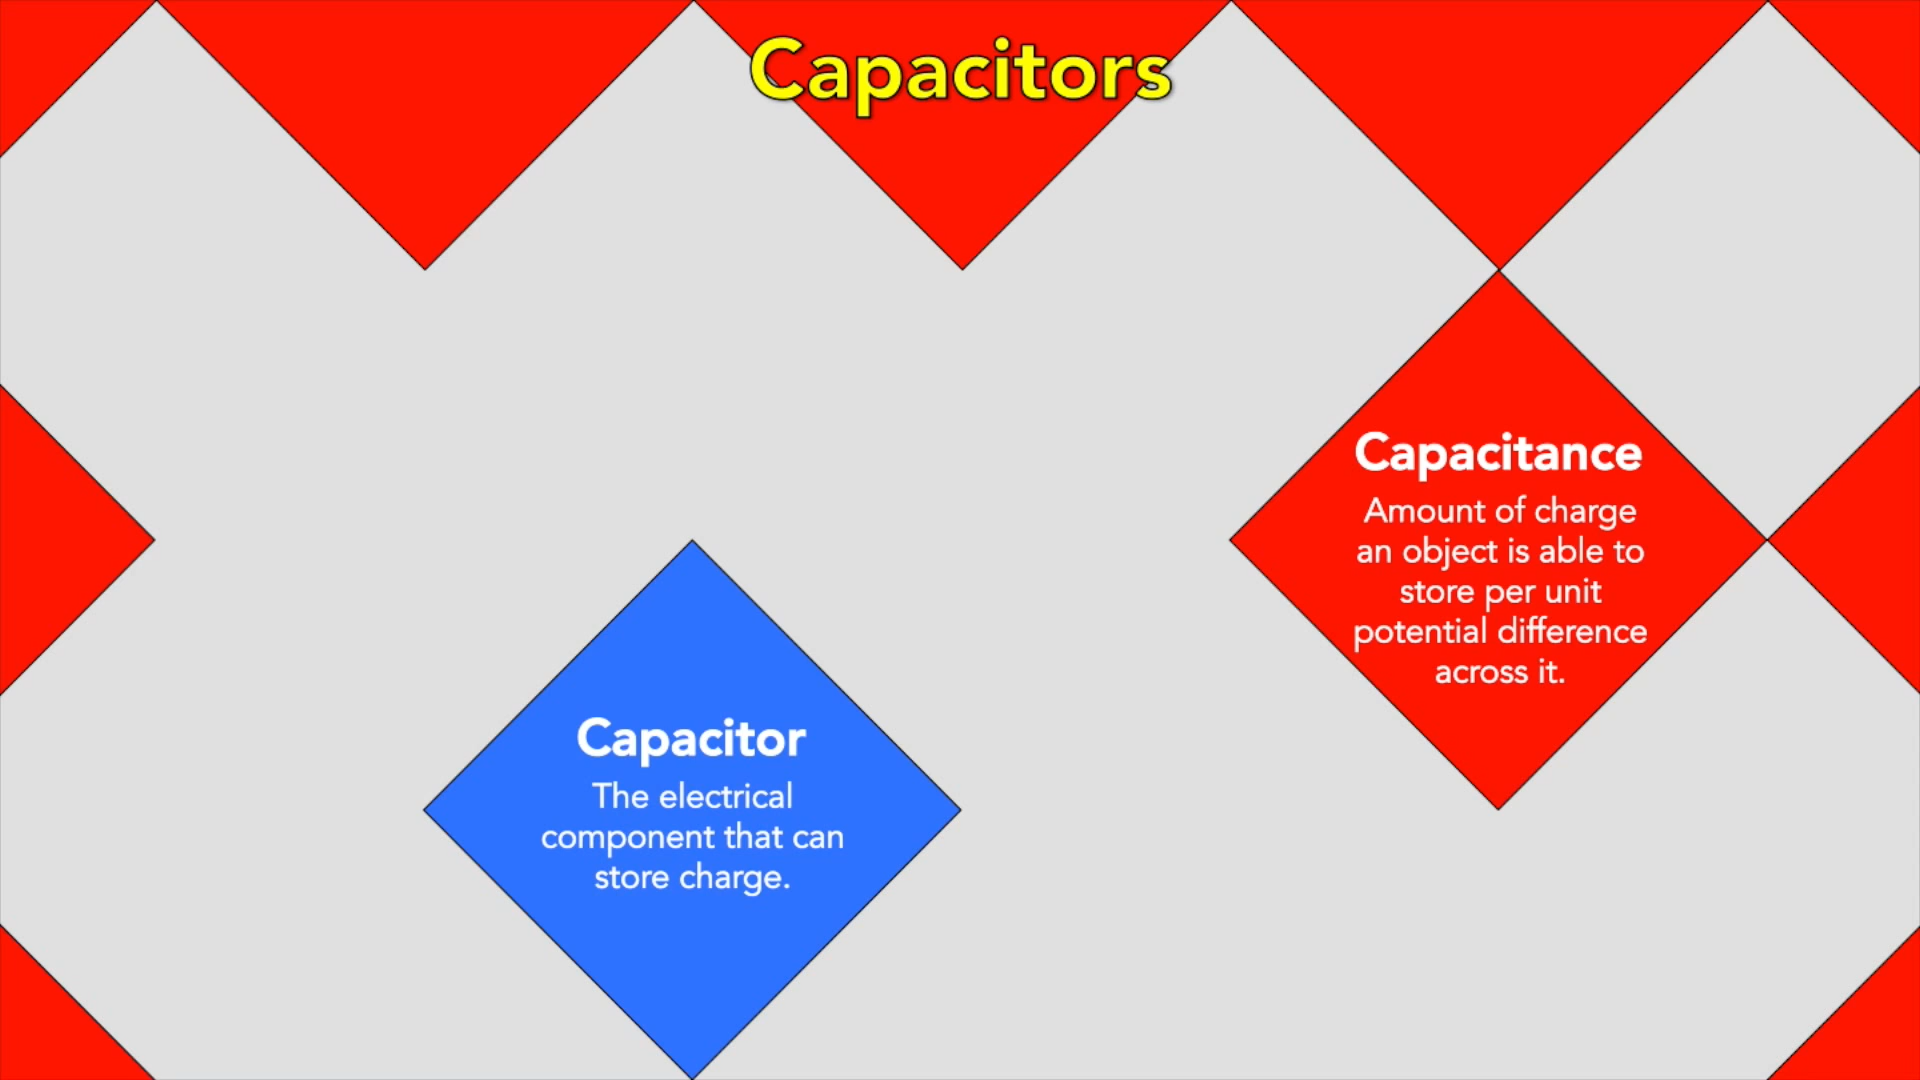 Capacitors
Capacitance
Amount of charge
an object is able to
store per unit
potential difference
across it.
Capacitor
The electrical
component that can
store charge.